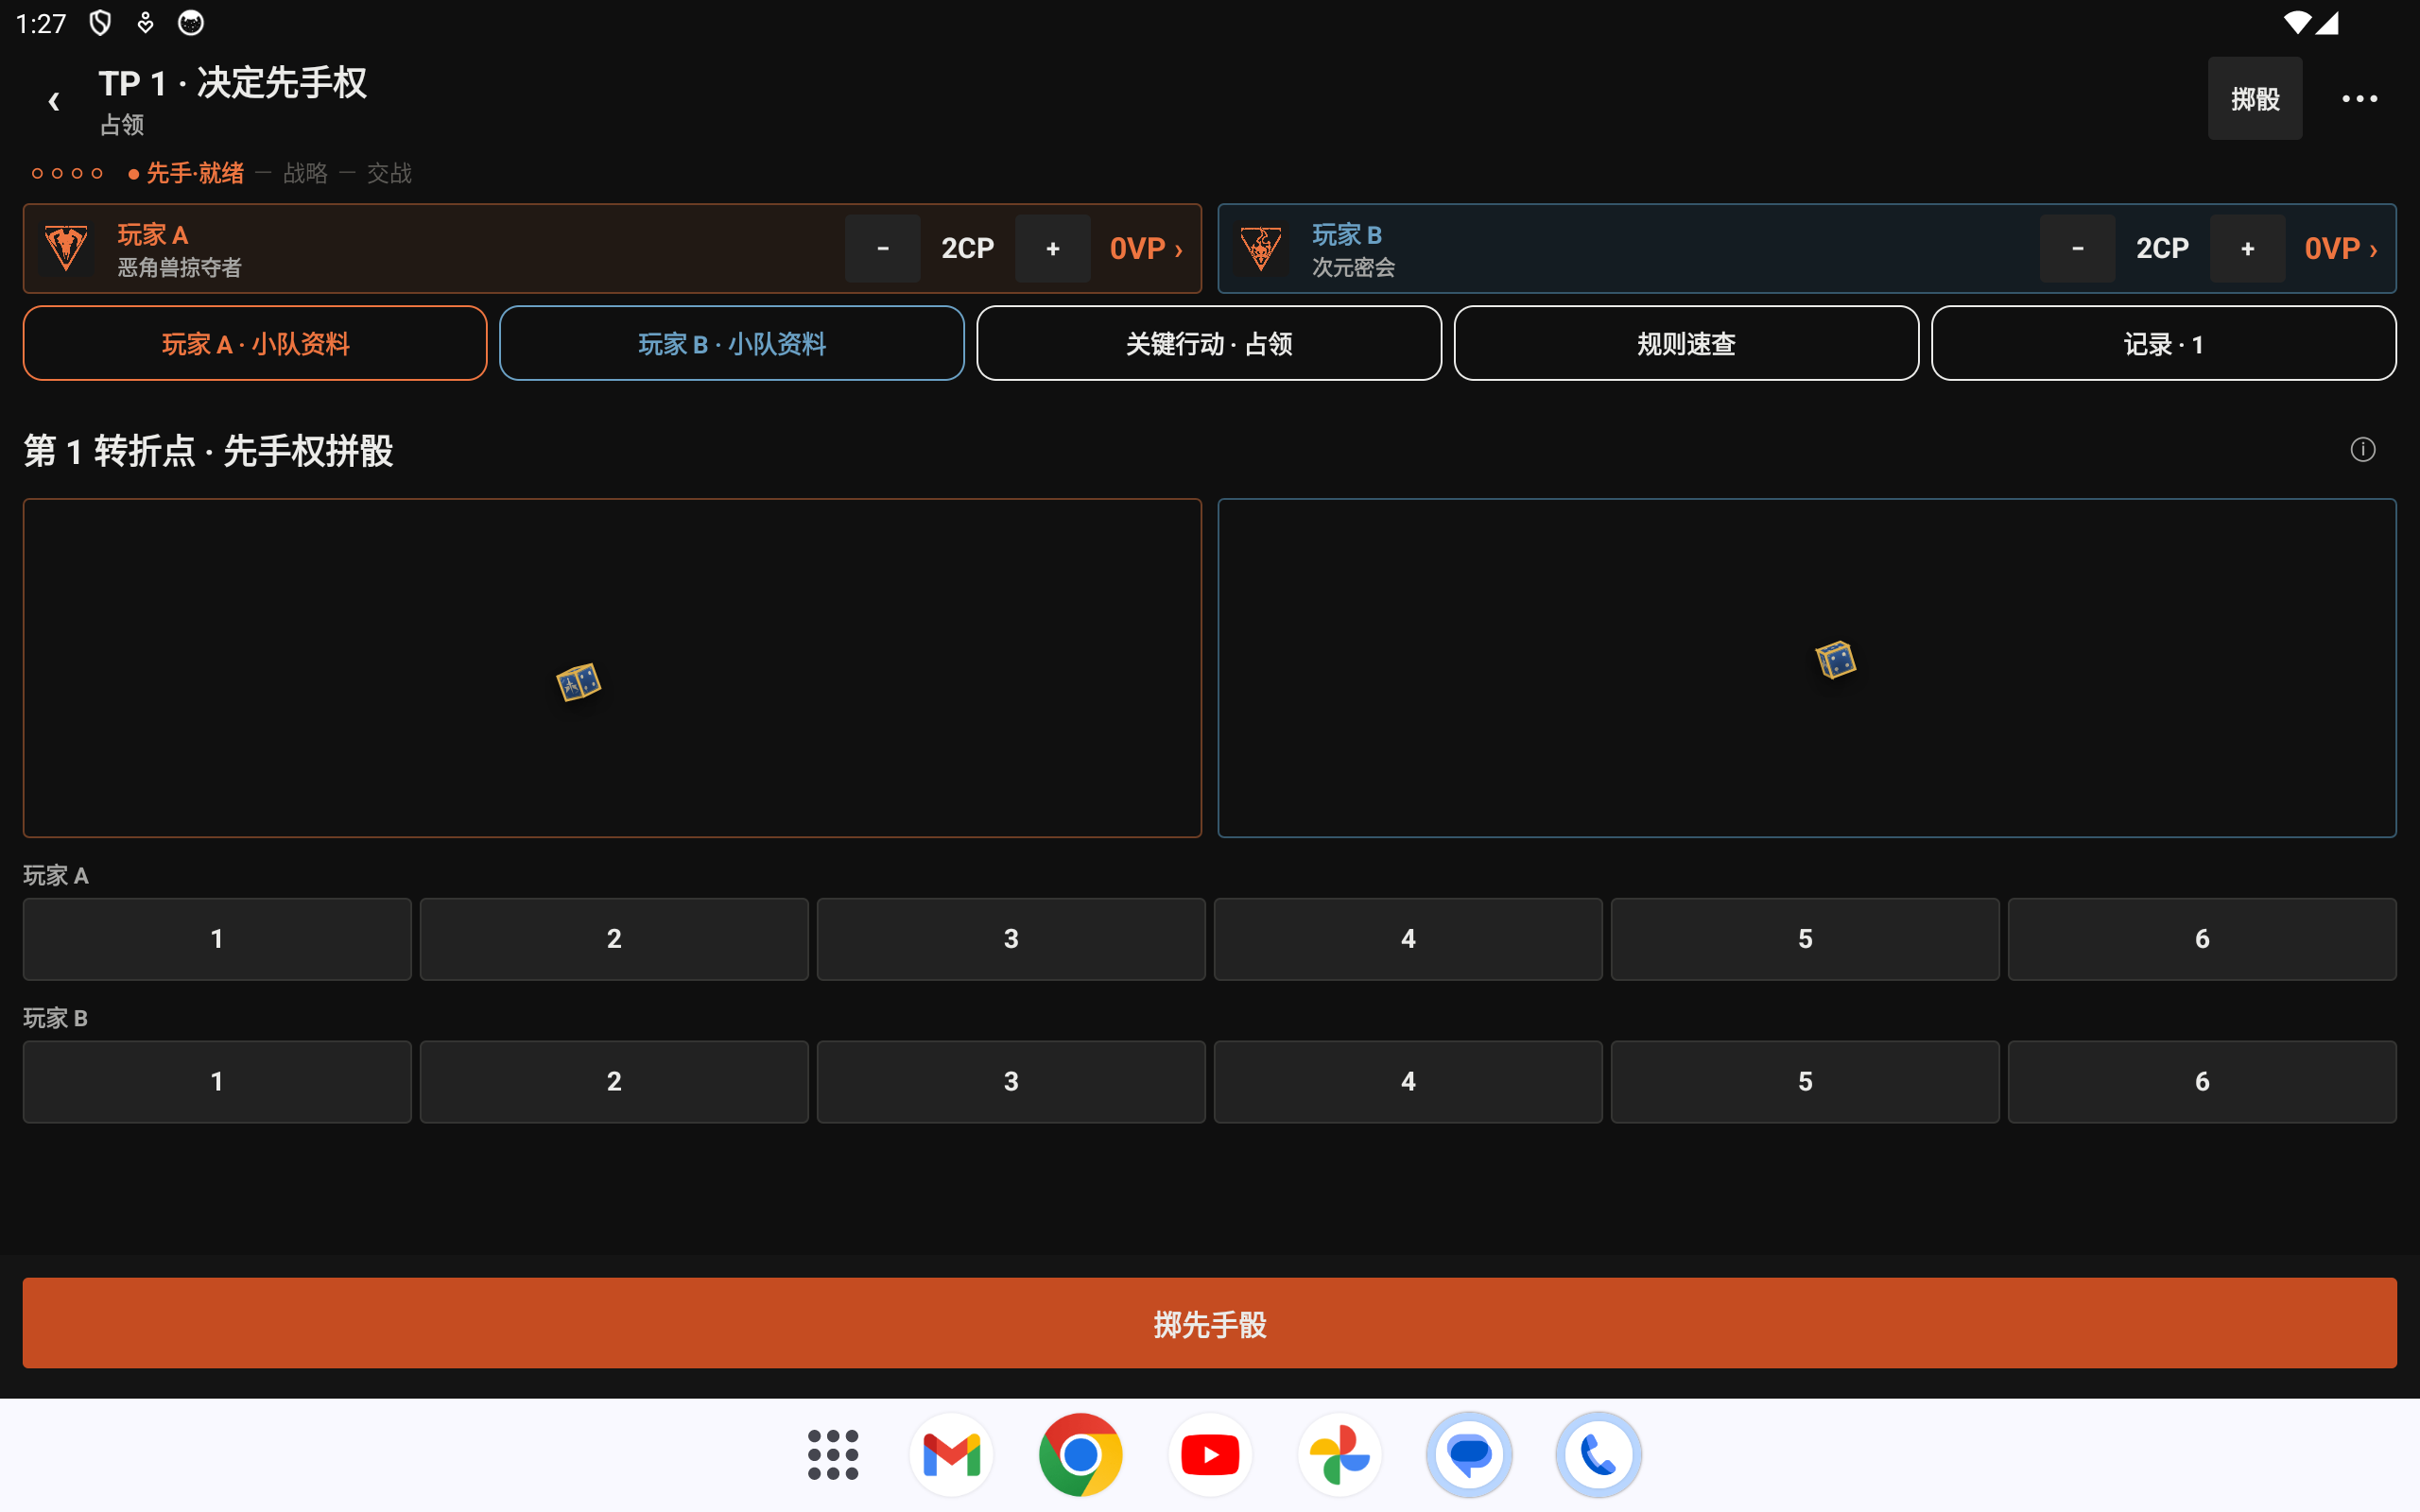 1:27
TP 1 · 决定先手权
占领
掷骰
先手·就绪 — 战略 — 交战
玩家 A
恶角兽掠夺者
- 2CP + 0VP ›
玩家 B
次元密会
- 2CP + 0VP ›
玩家 A · 小队资料
玩家 B · 小队资料
关键行动 · 占领
规则速查
记录 · 1
第 1 转折点 · 先手权拼骰
玩家 A
1 2 3 4 5 6
玩家 B
1 2 3 4 5 6
掷先手骰